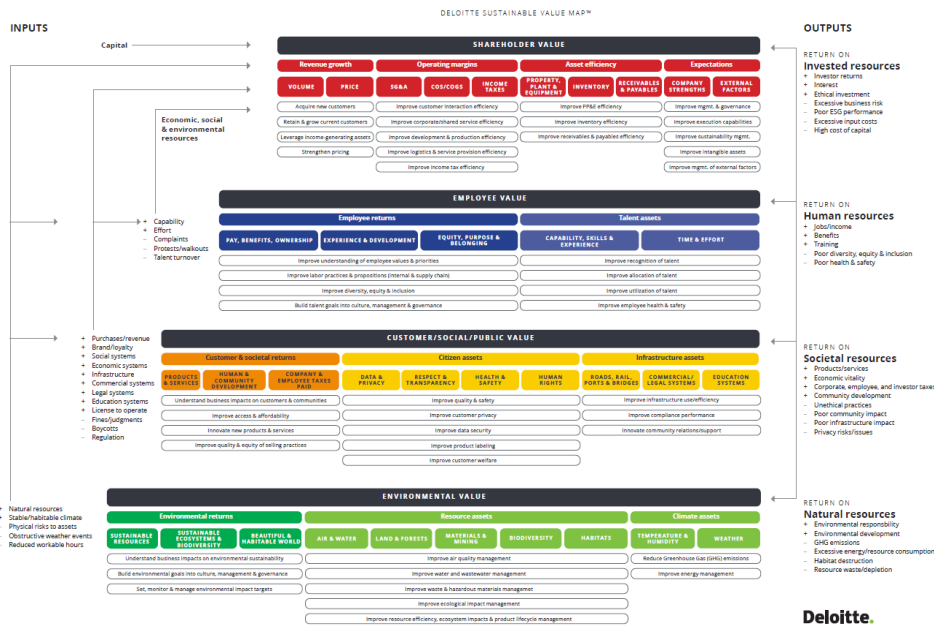 DELOITTE SUSTAINABLE VALUE MAP™
INPUTS
OUTPUTS
Capital
SHAREHOLDER VALUE
Revenue growth
Operating margins
Asset efficiency
Expectations
VOLUME
PRICE
SG&A
COS/COGS
INCOME
TAXES
PROPERTY,
PLANT &
EQUIPMENT
INVENTORY
RECEIVABLES
& PAYABLES
COMPANY
STRENGTHS
EXTERNAL
FACTORS
Acquire new customers
Retain & grow current customers
Leverage income-generating assets
Strengthen pricing
Improve customer interaction efficiency
Improve corporate/shared service efficiency
Improve development & production efficiency
Improve logistics & service provision efficiency
Improve income tax efficiency
Improve PP&E efficiency
Improve inventory efficiency
Improve receivables & payables efficiency
Improve mgmt. & governance
Improve execution capabilities
Improve sustainability mgmt.
Improve intangible assets
Improve mgmt. of external factors
RETURN ON
Invested resources
+ Investor returns
+ Interest
+ Ethical investment
– Excessive business risk
– Poor ESG performance
– Excessive input costs
– High cost of capital
Economic, social
& environmental
resources
EMPLOYEE VALUE
Employee returns
Talent assets
PAY, BENEFITS, OWNERSHIP
EXPERIENCE & DEVELOPMENT
EQUITY, PURPOSE &
BELONGING
CAPABILITY, SKILLS &
EXPERIENCE
TIME & EFFORT
Improve understanding of employee values & priorities
Improve labor practices & propositions (internal & supply chain)
Improve diversity, equity & inclusion
Build talent goals into culture, management & governance
Improve recognition of talent
Improve allocation of talent
Improve utilization of talent
Improve employee health & safety
+ Capability
+ Effort
– Complaints
– Protests/walkouts
– Talent turnover
RETURN ON
Human resources
+ Jobs/income
+ Benefits
+ Training
– Poor diversity, equity & inclusion
– Poor health & safety
CUSTOMER/SOCIAL/PUBLIC VALUE
Customer & societal returns
Citizen assets
Infrastructure assets
PRODUCTS
& SERVICES
HUMAN &
COMMUNITY
DEVELOPMENT
COMPANY &
EMPLOYEE TAXES
PAID
DATA &
PRIVACY
RESPECT &
TRANSPARENCY
HEALTH &
SAFETY
HUMAN
RIGHTS
ROADS, RAIL,
PORTS & BRIDGES
COMMERCIAL/
LEGAL SYSTEMS
EDUCATION
SYSTEMS
Understand business impacts on customers & communities
Improve access & affordability
Innovate new products & services
Improve quality & equity of selling practices
Improve quality & safety
Improve customer privacy
Improve data security
Improve product labeling
Improve customer welfare
Improve infrastructure use/efficiency
Improve compliance performance
Innovate community relations/support
+ Purchases/revenue
+ Brand/loyalty
+ Social systems
+ Economic systems
+ Infrastructure
+ Commercial systems
+ Legal systems
+ Education systems
+ License to operate
– Fines/judgments
– Boycotts
– Regulation
RETURN ON
Societal resources
+ Products/services
+ Economic vitality
+ Corporate, employee, and investor taxes
+ Community development
– Unethical practices
– Poor community impact
– Poor infrastructure impact
– Privacy risks/issues
ENVIRONMENTAL VALUE
Environmental returns
Resource assets
Climate assets
SUSTAINABLE
RESOURCES
SUSTAINABLE
ECOSYSTEMS &
BIODIVERSITY
BEAUTIFUL &
HABITABLE WORLD
AIR & WATER
LAND & FORESTS
MATERIALS &
MINING
BIODIVERSITY
HABITATS
TEMPERATURE &
HUMIDITY
WEATHER
Understand business impacts on environmental sustainability
Build environmental goals into culture, management & governance
Set, monitor & manage environmental impact targets
Improve air quality management
Improve water and wastewater management
Improve waste & hazardous materials managemet
Improve ecological impact management
Improve resource efficiency, ecosystem impacts & product lifecycle management
Reduce Greenhouse Gas (GHG) emissions
Improve energy management
+ Natural resources
+ Stable/habitable climate
– Physical risks to assets
– Obstructive weather events
– Reduced workable hours
RETURN ON
Natural resources
+ Environmental responsbility
+ Environmental development
– GHG emissions
– Excessive energy/resource consumption
– Habitat destruction
– Resource waste/depletion
Deloitte.